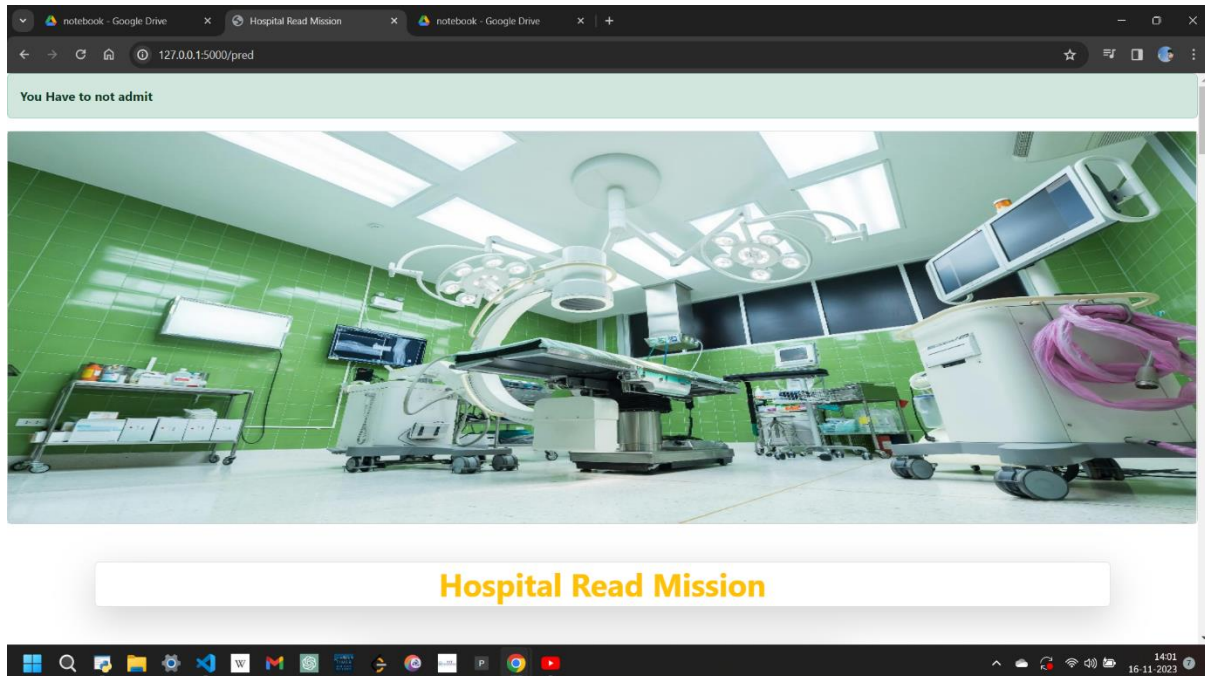 notebook - Google Drive
Hospital Read Mission
notebook - Google Drive
127.0.0.1:5000/pred
You Have to not admit
Hospital Read Mission
W
P
14:01
16-11-2023
7